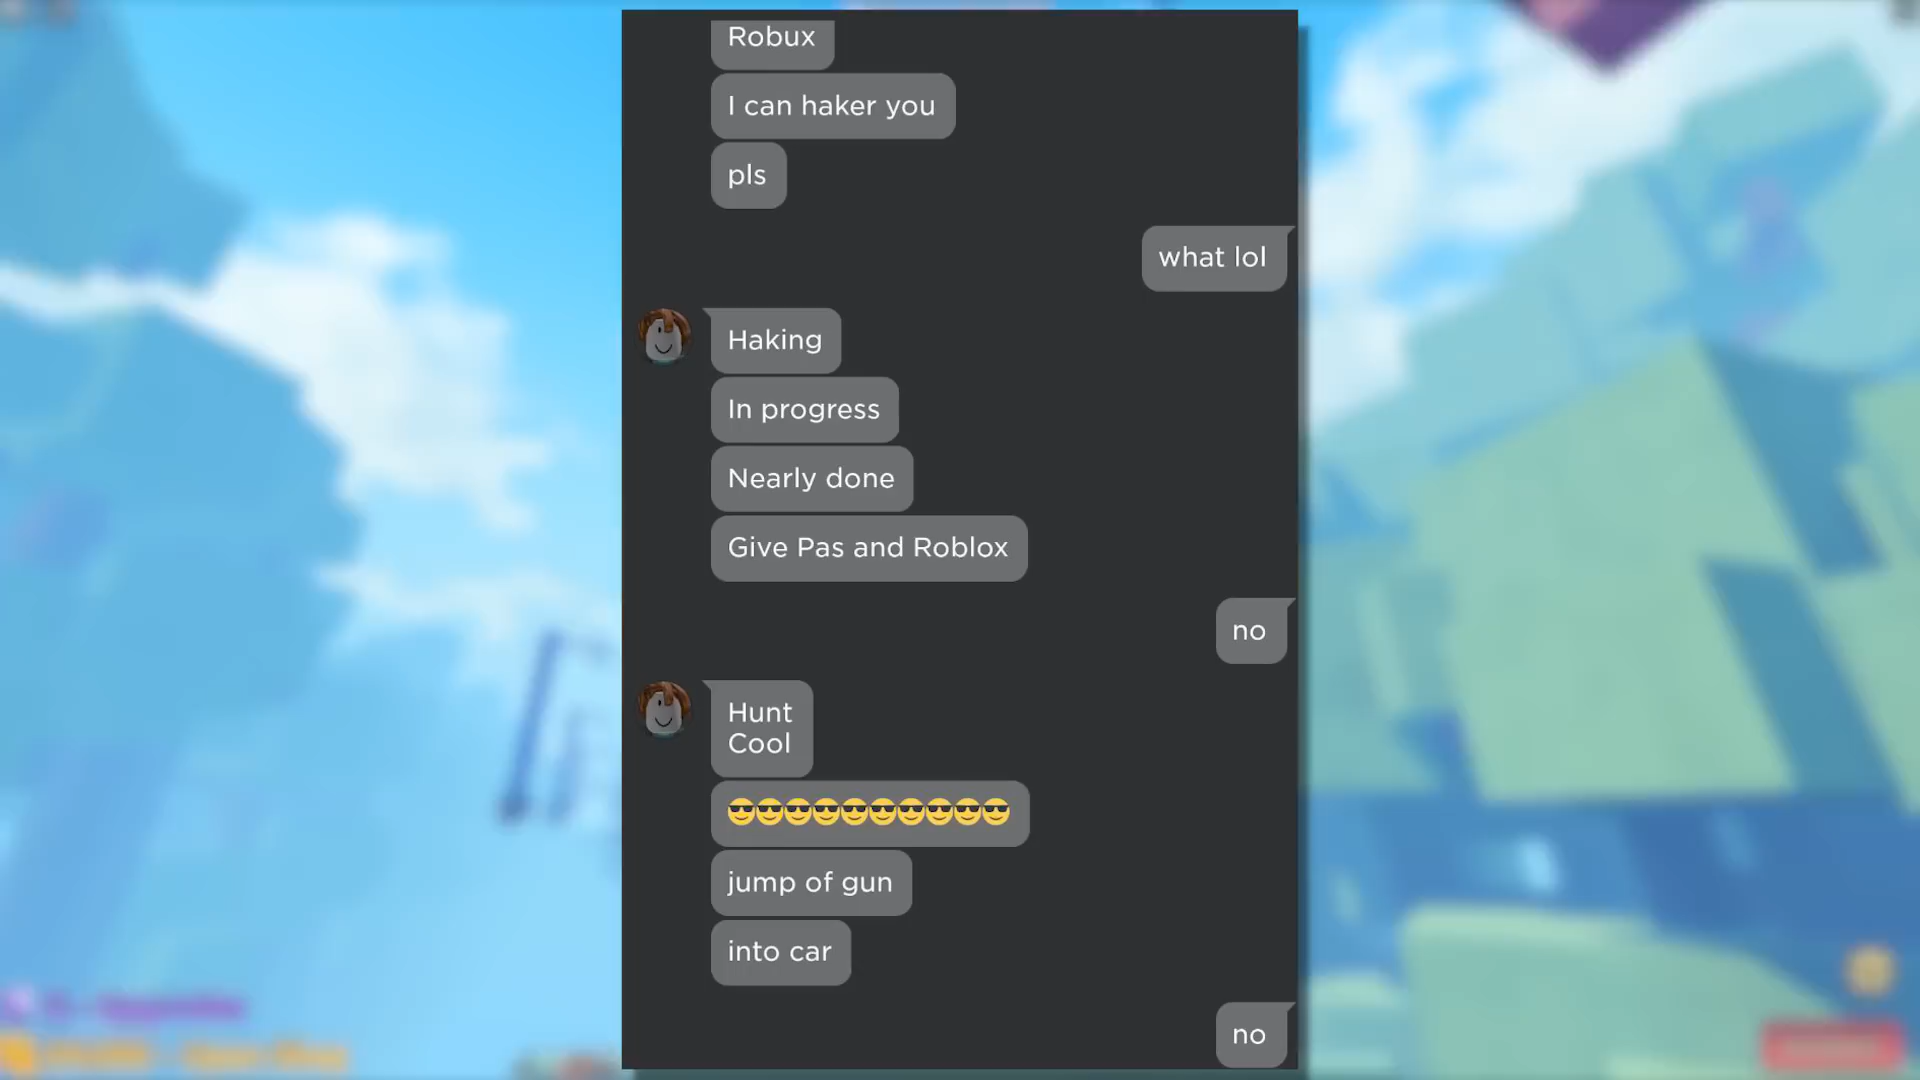 Robux
I can haker you
pls
what lol
Haking
In progress
Nearly done
Give Pas and Roblox
no
Hunt
Cool
😎😎😎😎😎😎😎😎😎😎
jump of gun
into car
no